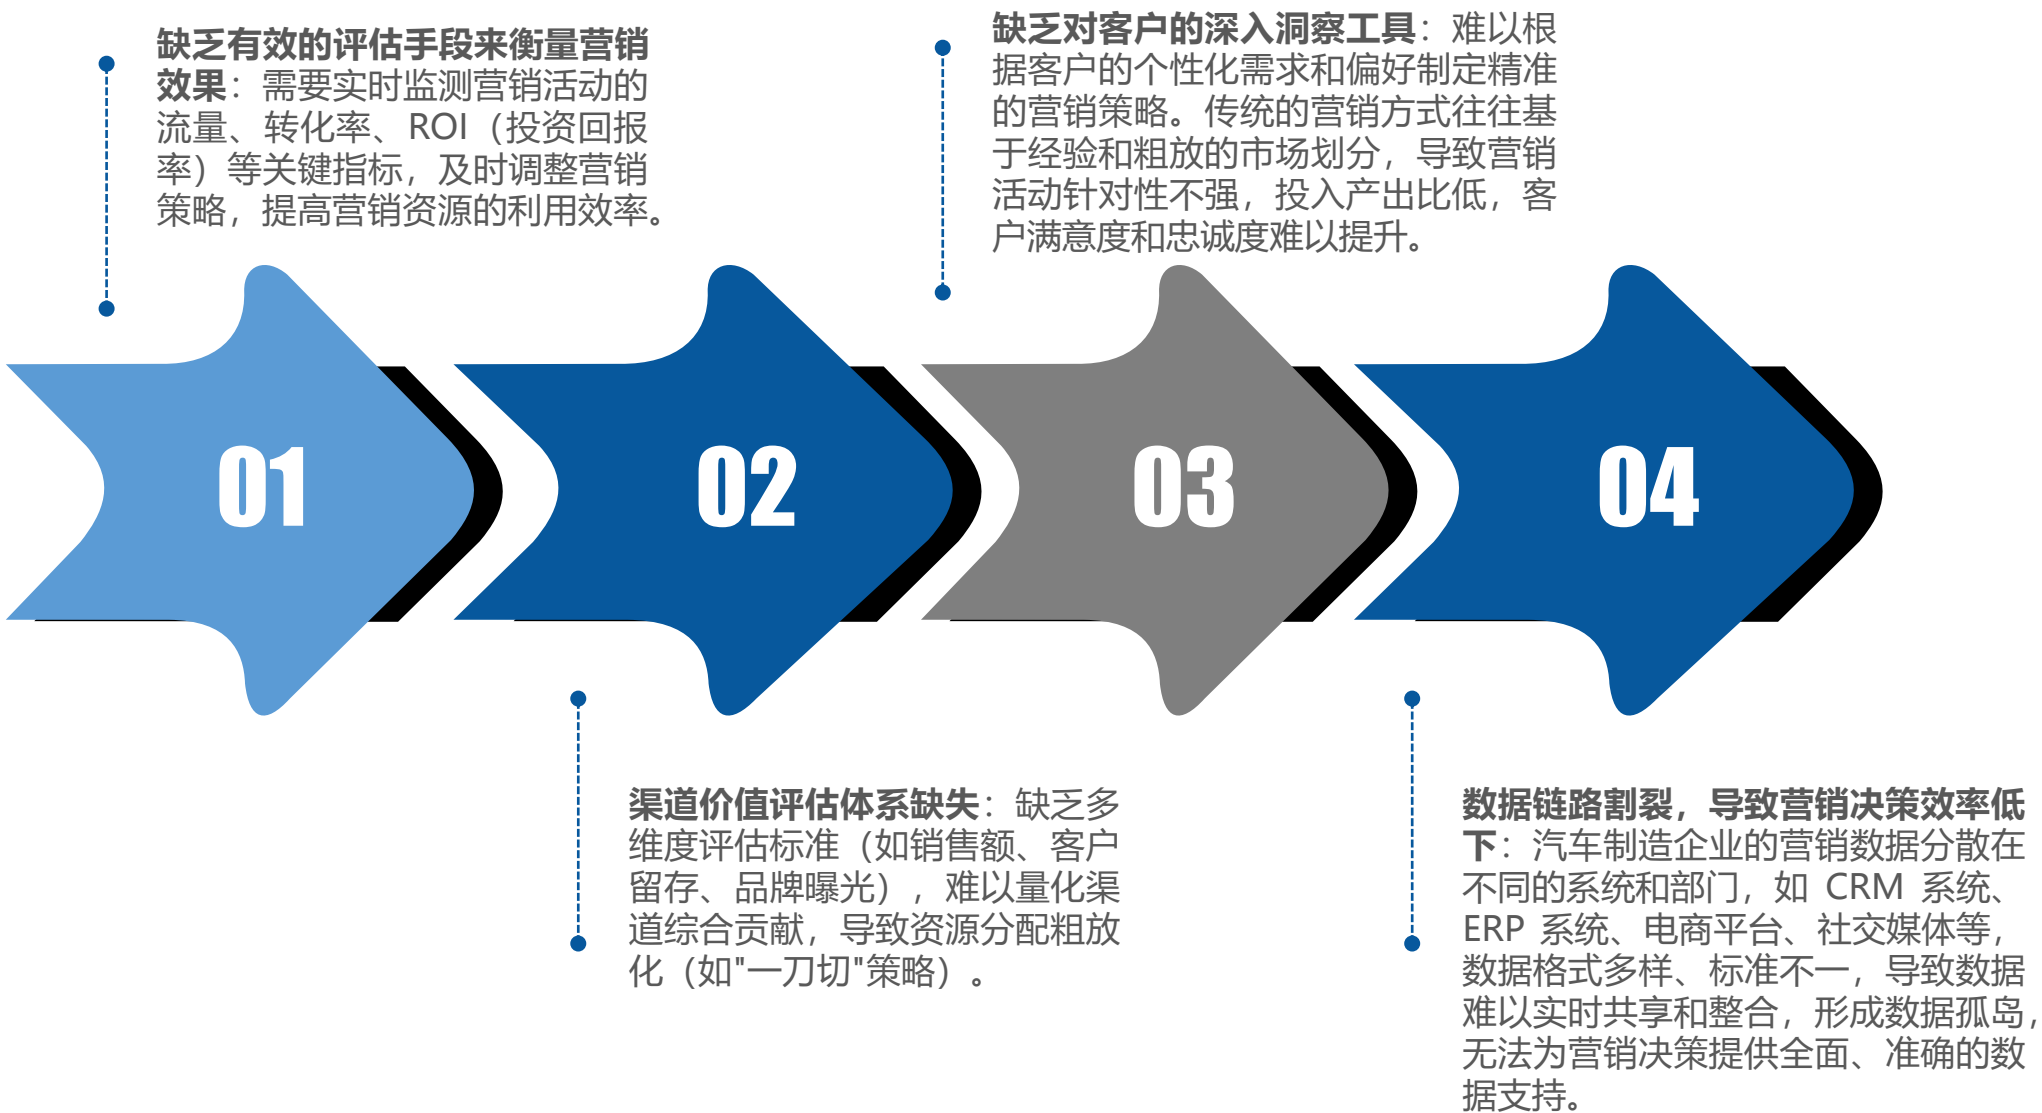 缺乏有效的评估手段来衡量营销
效果：需要实时监测营销活动的
流量、转化率、ROI（投资回报
率）等关键指标，及时调整营销
策略，提高营销资源的利用效率。
缺乏对客户的深入洞察工具：难以根
据客户的个性化需求和偏好制定精准
的营销策略。传统的营销方式往往基
于经验和粗放的市场划分，导致营销
活动针对性不强，投入产出比低，客
户满意度和忠诚度难以提升。
01
02
03
04
渠道价值评估体系缺失：缺乏多
维度评估标准（如销售额、客户
留存、品牌曝光），难以量化渠
道综合贡献，导致资源分配粗放
化（如"一刀切"策略）。
数据链路割裂，导致营销决策效率低
下：汽车制造企业的营销数据分散在
不同的系统和部门，如 CRM 系统、
ERP 系统、电商平台、社交媒体等，
数据格式多样、标准不一，导致数据
难以实时共享和整合，形成数据孤岛，
无法为营销决策提供全面、准确的数
据支持。